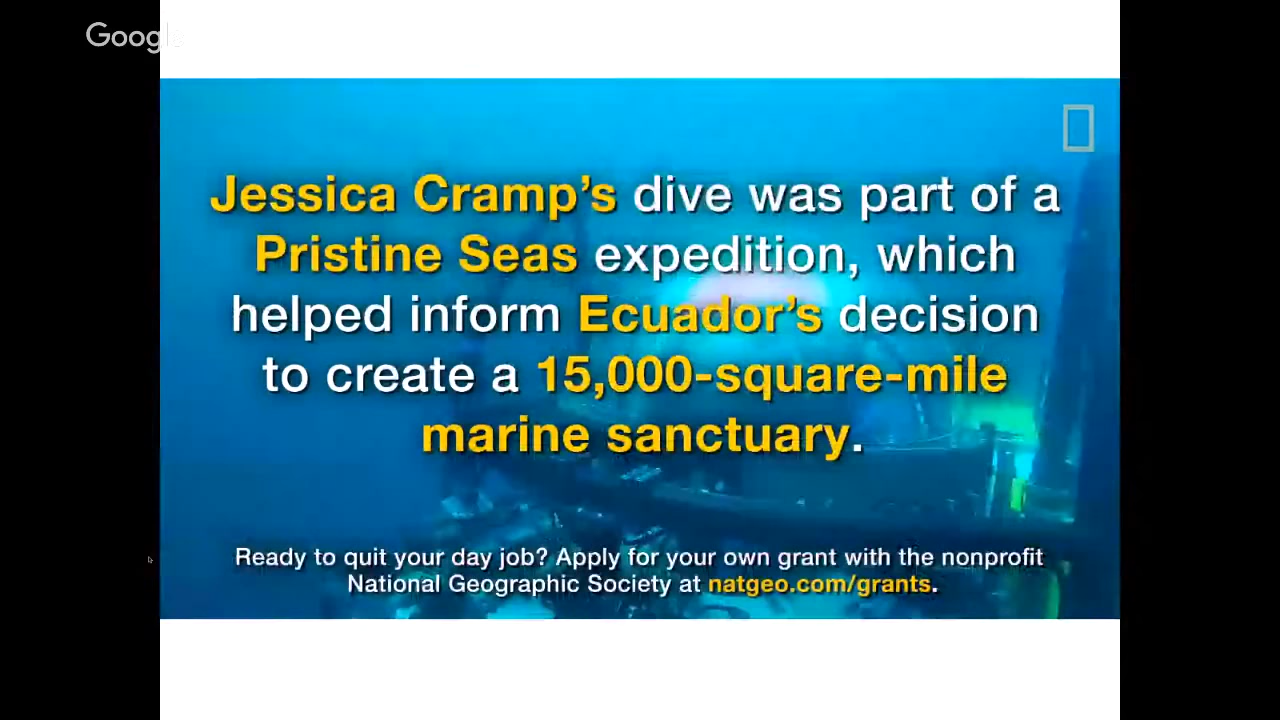 Google
Jessica Cramp’s dive was part of a
Pristine Seas expedition, which
helped inform Ecuador’s decision
to create a 15,000-square-mile
marine sanctuary.
Ready to quit your day job? Apply for your own grant with the nonprofit
National Geographic Society at natgeo.com/grants.